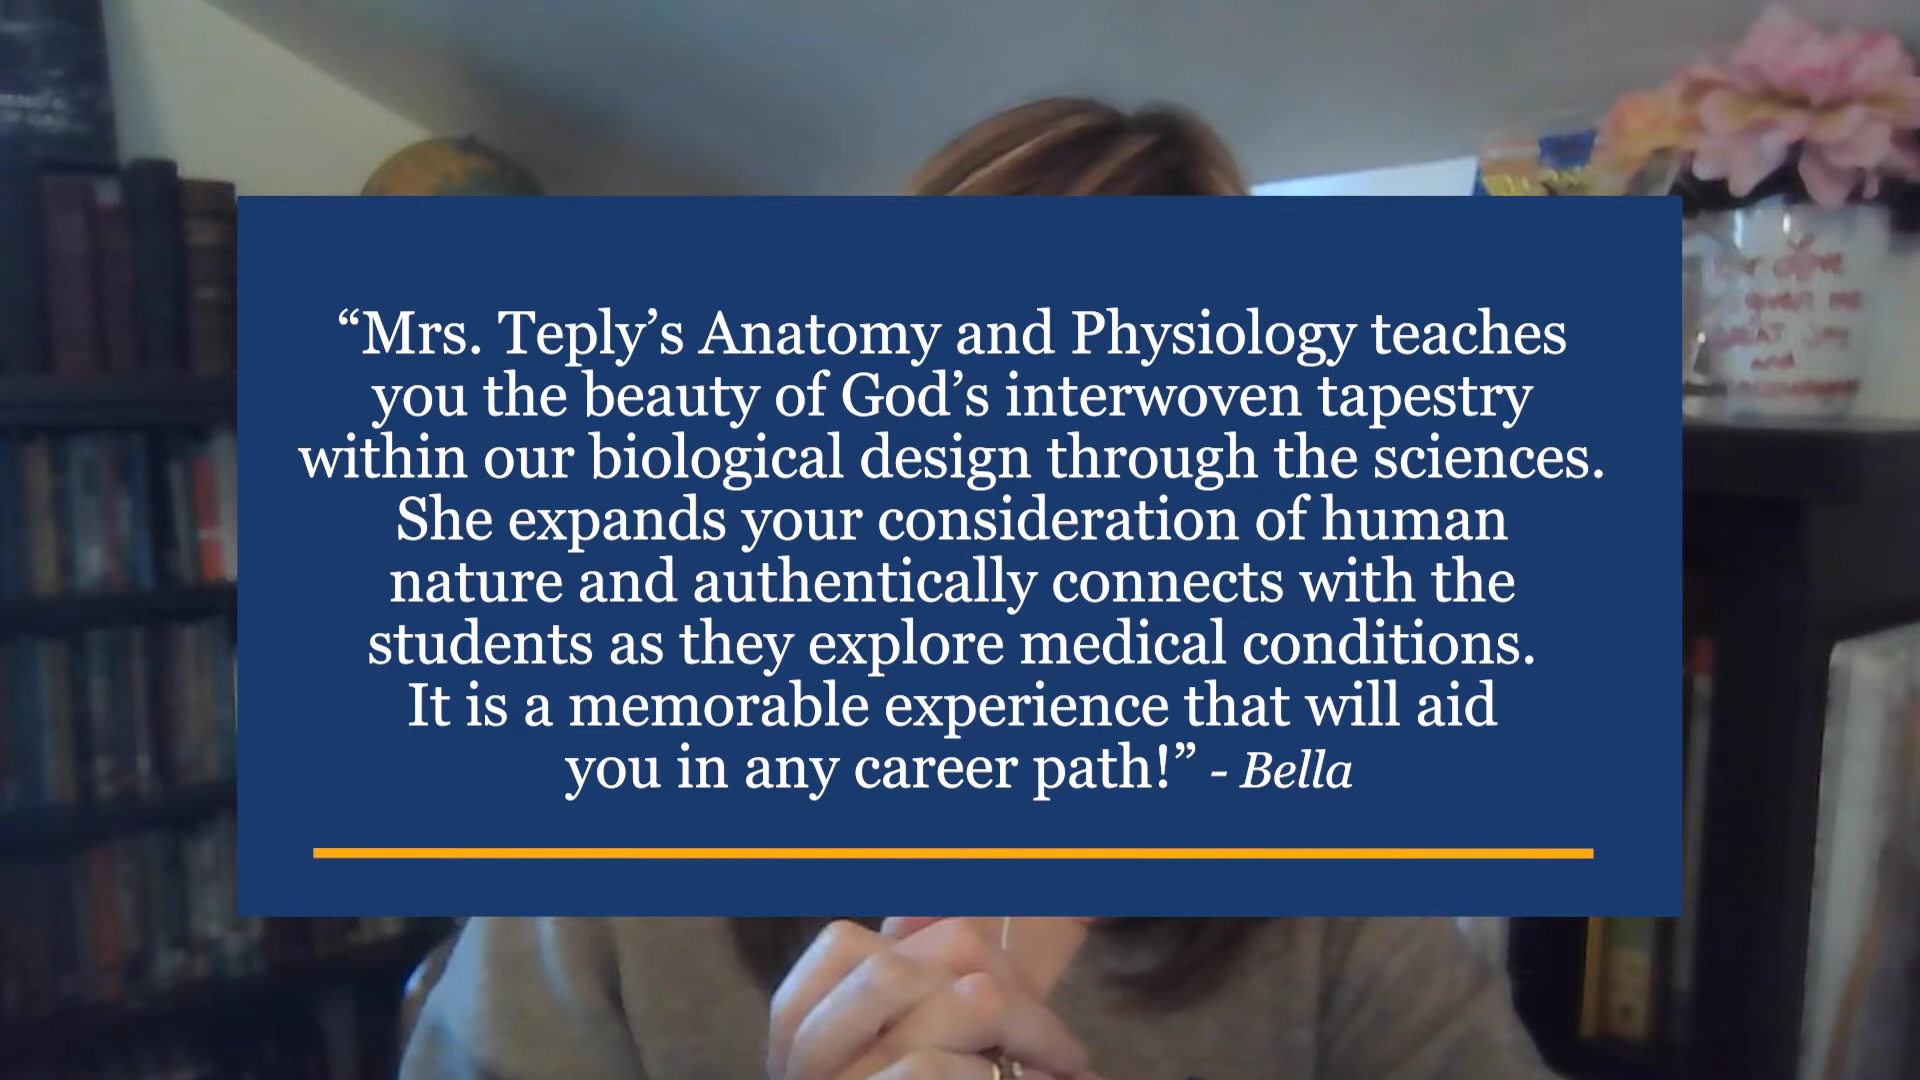 “Mrs. Teply’s Anatomy and Physiology teaches
you the beauty of God’s interwoven tapestry
within our biological design through the sciences.
She expands your consideration of human
nature and authentically connects with the
students as they explore medical conditions.
It is a memorable experience that will aid
you in any career path!” - Bella